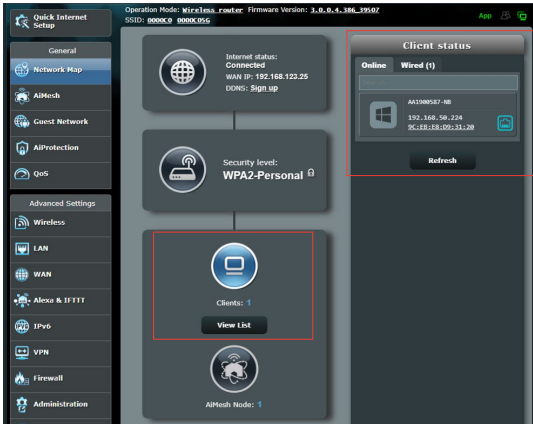 Quick Internet
Setup
Operation Mode: Wireless router Firmware Version: 3.0.0.4.386_39507
SSID: 0000C0 0000C05G
App
General
Network Map
AiMesh
Guest Network
AiProtection
QoS
Advanced Settings
Wireless
LAN
WAN
Alexa & IFTTT
IPv6
VPN
Firewall
Administration
Internet status:
Connected
WAN IP: 192.168.123.25
DDNS: Sign up
Security level:
WPA2-Personal
Clients: 1
View List
AiMesh Node: 1
Client status
Online Wired (1)
AA1900587-NB
192.168.50.224
9C:EB:E8:D9:31:20
Refresh